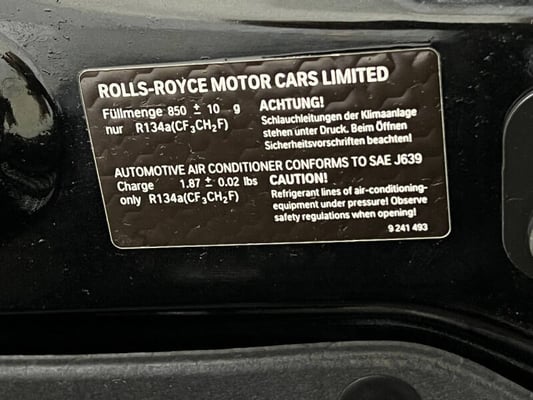 ROLLS-ROYCE MOTOR CARS LIMITED
Füllmenge 850 ± 10 g
nur R134a(CF₃CH₂F)
ACHTUNG!
Schlauchleitungen der Klimaanlage
stehen unter Druck. Beim Öffnen
Sicherheitsvorschriften beachten!
AUTOMOTIVE AIR CONDITIONER CONFORMS TO SAE J639
Charge 1.87 ± 0.02 lbs
only R134a(CF₃CH₂F)
CAUTION!
Refrigerant lines of air-conditioning-
equipment under pressure! Observe
safety regulations when opening!
9 241 493